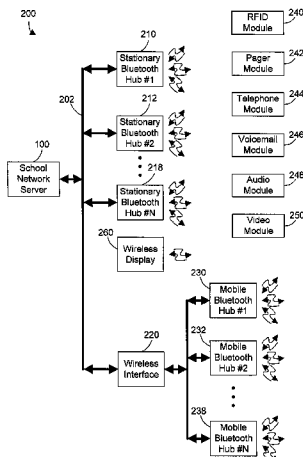 200
202
100
School
Network
Server
210
Stationary
Bluetooth
Hub #1
212
Stationary
Bluetooth
Hub #2
218
Stationary
Bluetooth
Hub #N
260
Wireless
Display
220
Wireless
Interface
230
Mobile
Bluetooth
Hub #1
232
Mobile
Bluetooth
Hub #2
238
Mobile
Bluetooth
Hub #N
240
RFID
Module
242
Pager
Module
244
Telephone
Module
246
Voicemail
Module
248
Audio
Module
250
Video
Module